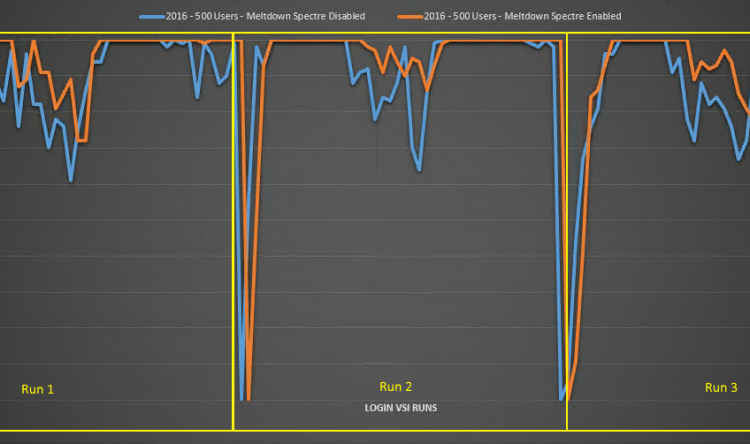 2016 - 500 Users - Meltdown Spectre Disabled 2016 - 500 Users - Meltdown Spectre Enabled
Run 1 Run 2 Run 3
LOGIN VSI RUNS